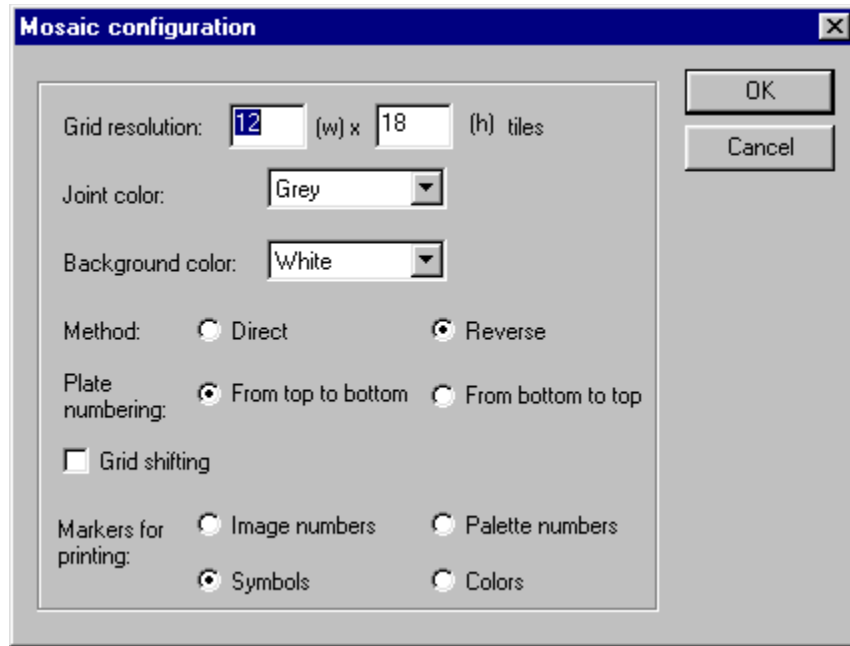 Mosaic configuration
OK
Cancel
Grid resolution: 12 (w) x 18 (h) tiles
Joint color: Grey
Background color: White
Method: Direct Reverse
Plate
numbering: From top to bottom From bottom to top
Grid shifting
Markers for
printing: Image numbers Palette numbers
Symbols Colors